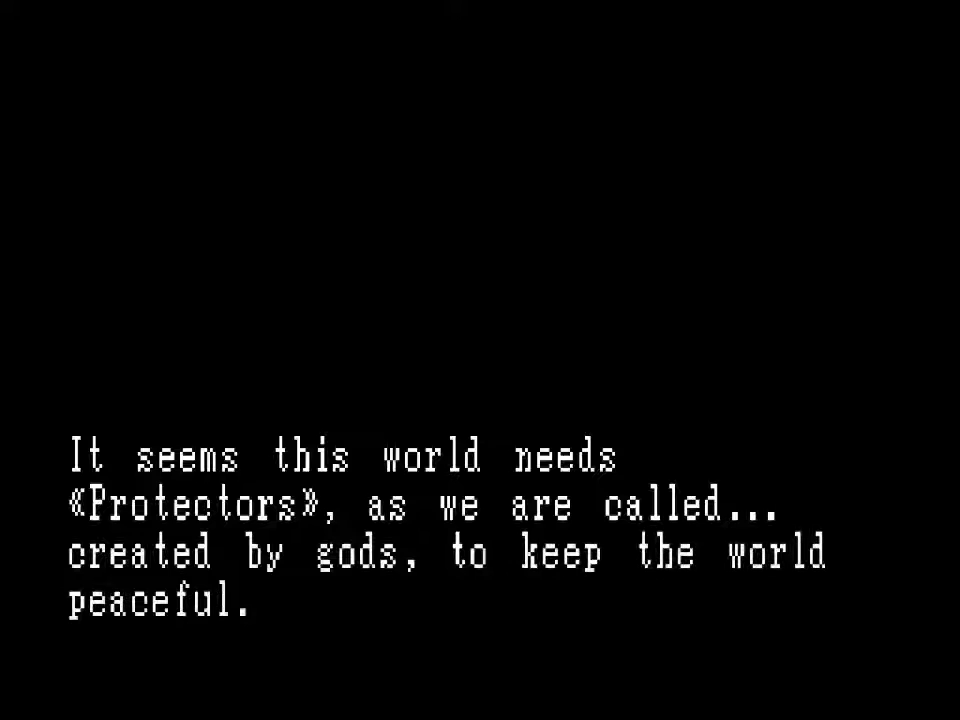 It seems this world needs
«Protectors», as we are called...
created by gods, to keep the world
peaceful.